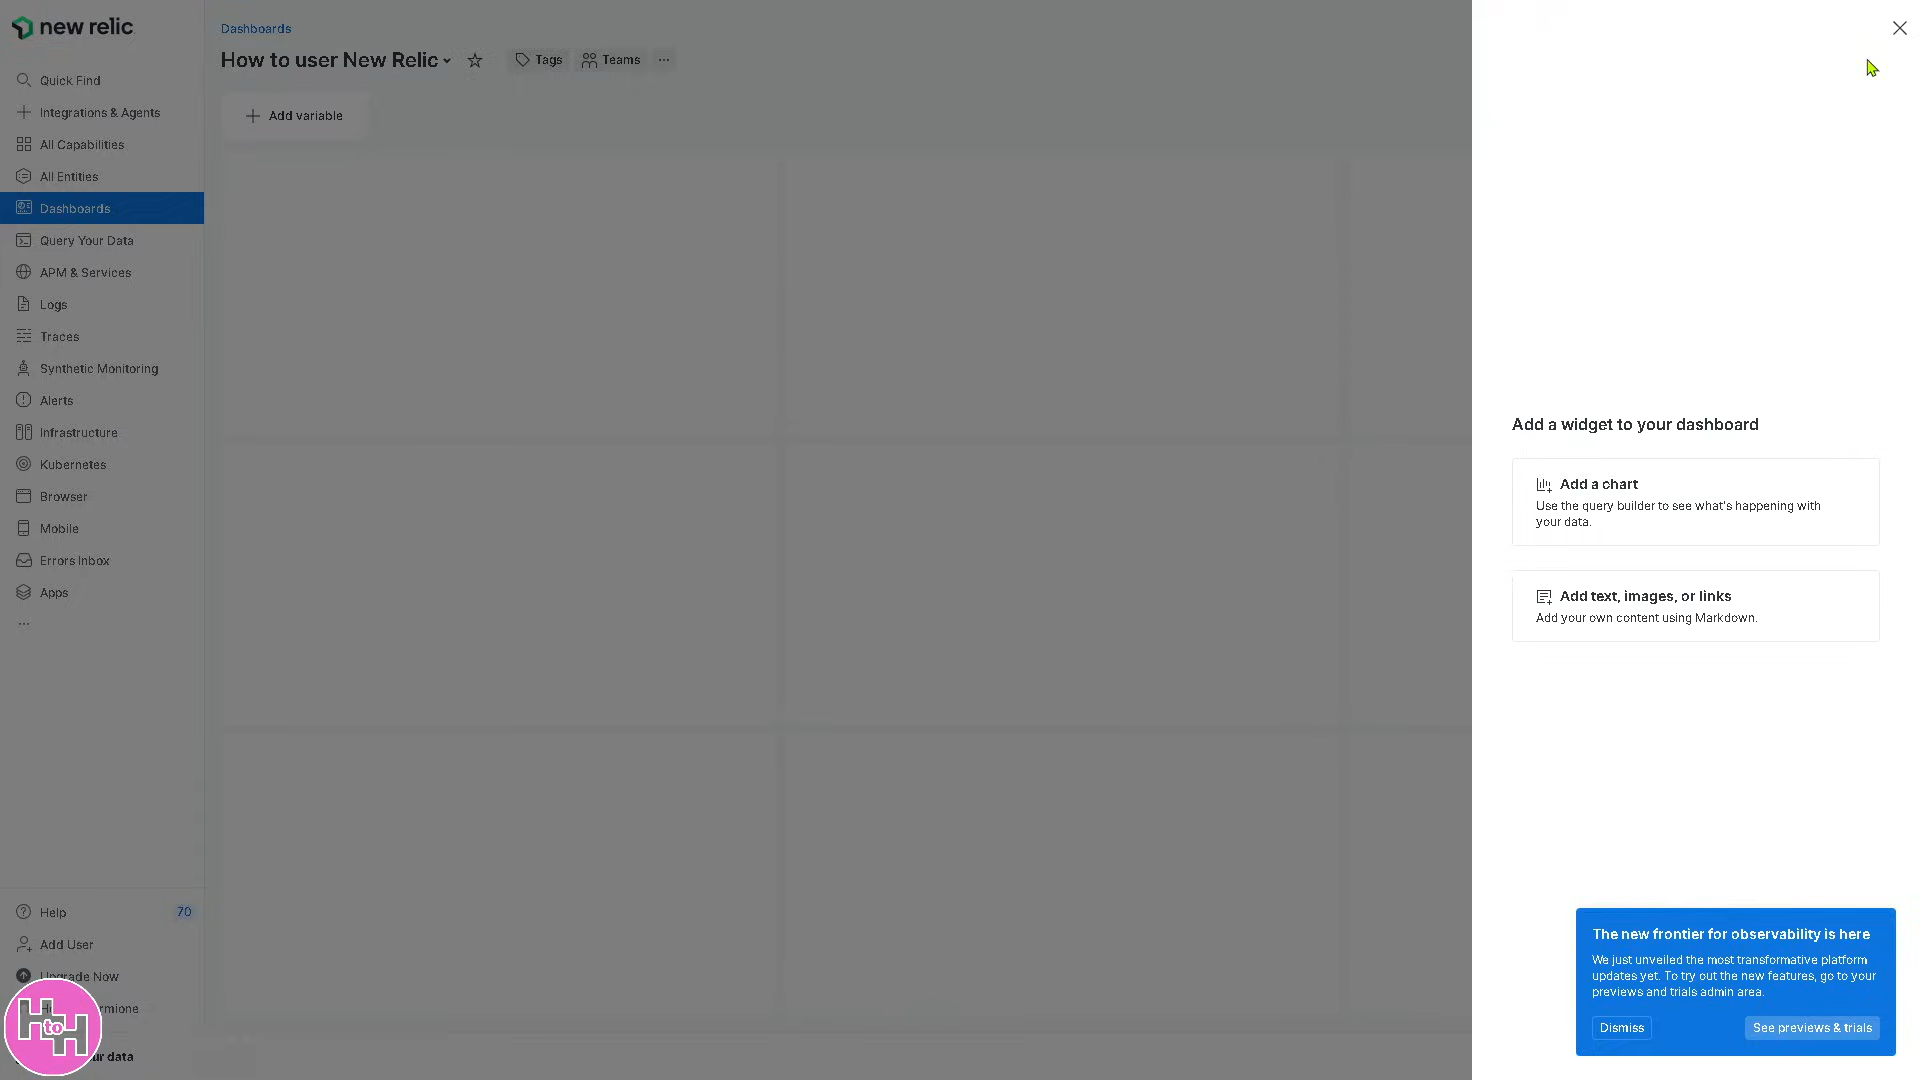 new relic
Dashboards
How to user New Relic
Tags
Teams
Quick Find
Integrations & Agents
All Capabilities
All Entities
Dashboards
Query Your Data
APM & Services
Logs
Traces
Synthetic Monitoring
Alerts
Infrastructure
Kubernetes
Browser
Mobile
Errors Inbox
Apps
...
Add variable
Add a widget to your dashboard
Add a chart
Use the query builder to see what's happening with
your data.
Add text, images, or links
Add your own content using Markdown.
Help 70
Add User
Upgrade Now
H to H
The new frontier for observability is here
We just unveiled the most transformative platform
updates yet. To try out the new features, go to your
previews and trials admin area.
Dismiss
See previews & trials